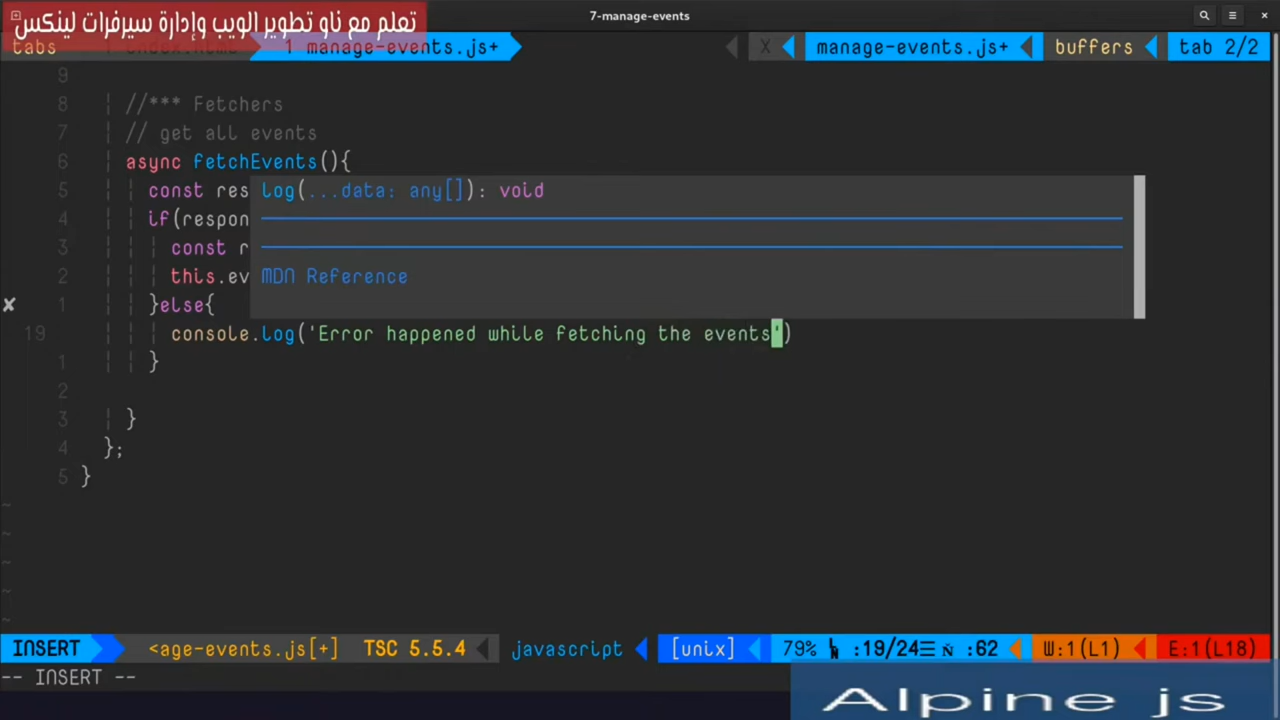 7-manage-events
تعلم مع ناو تطوير الويب وإدارة سيرفرات لينكس
tabs index.html 1 manage-events.js+ X manage-events.js+ buffers tab 2/2
9
8 //*** Fetchers
7 // get all events
6 async fetchEvents(){
5 const res log(...data: any[]): void
4 if(respon
3 const r
2 this.ev MDN Reference
✘ 1 }else{
19 console.log('Error happened while fetching the events')
1 }
2
3 }
4 };
5 }
~
~
~
~
~
INSERT <age-events.js[+] TSC 5.5.4 javascript [unix] 79% :19/24☰ :62 W:1(L1) E:1(L18)
-- INSERT --
Alpine js